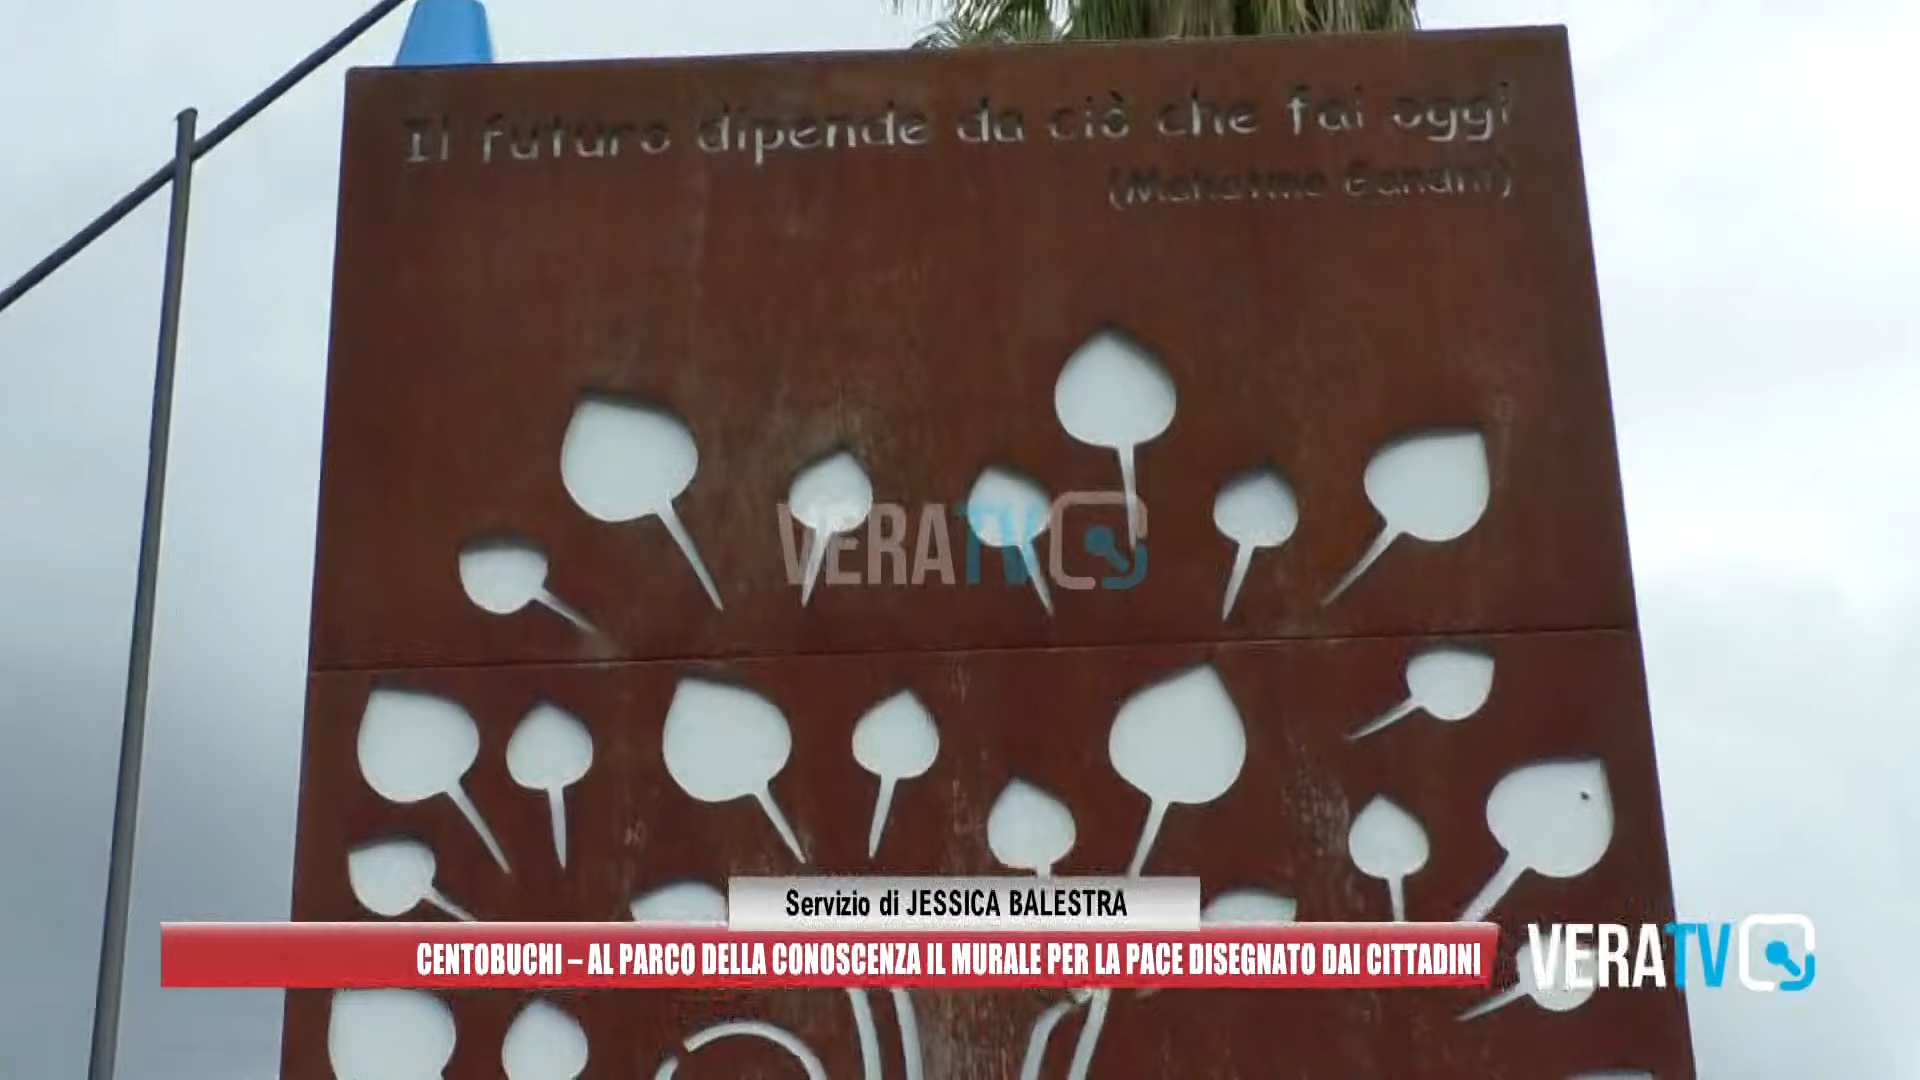 Il futuro dipende da ciò che fai oggi
(Mahatma Gandhi)
VERATV
Servizio di JESSICA BALESTRA
CENTOBUCHI – AL PARCO DELLA CONOSCENZA IL MURALE PER LA PACE DISEGNATO DAI CITTADINI
VERATV